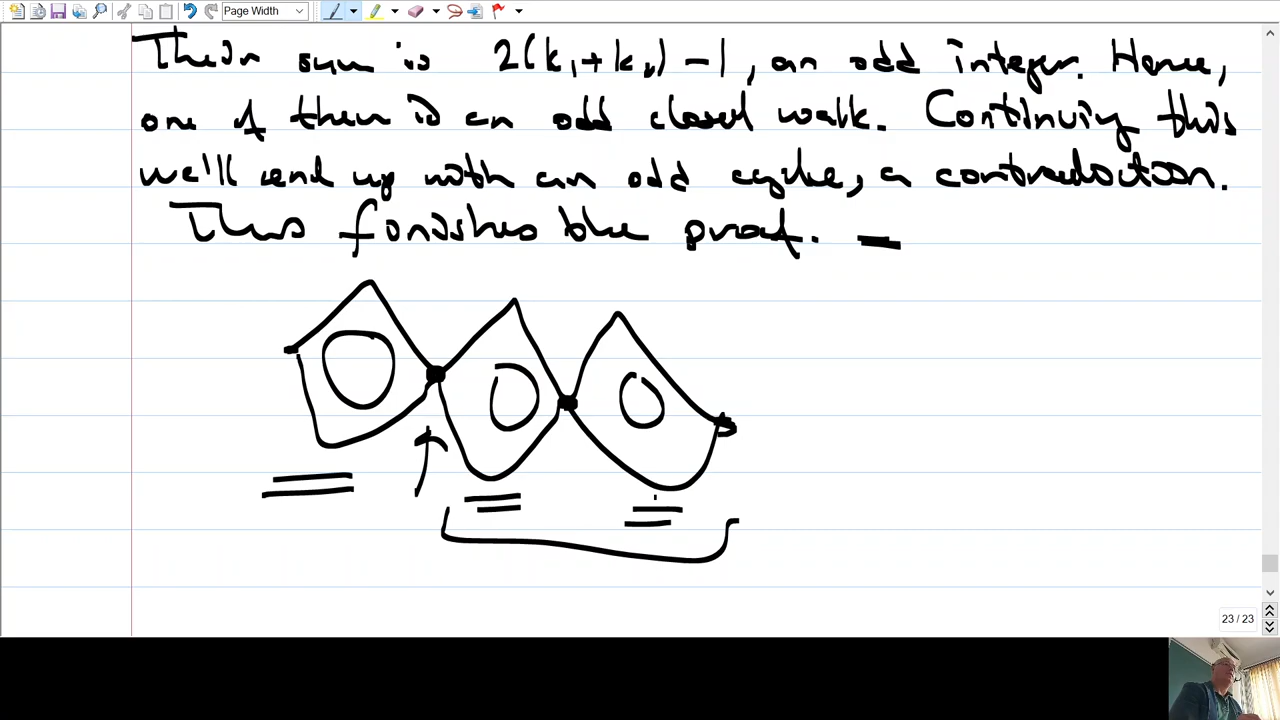 Page Width
Their sum is 2(k₁+k₂)-1, an odd integer. Hence,
one of them is an odd closed walk. Continuing this
we'll end up with an odd cycle, a contradiction.
This finishes the proof.
23 / 23